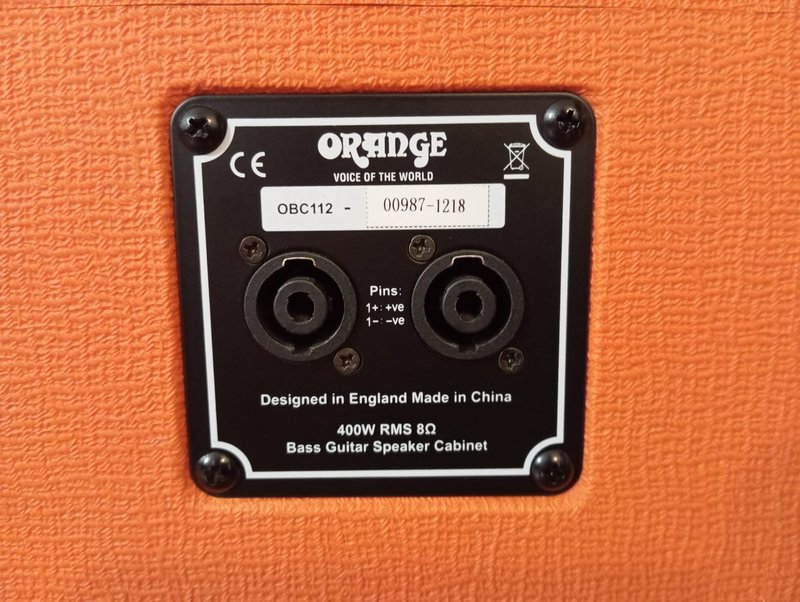 ORANGE
CE
VOICE OF THE WORLD
OBC112 - 00987-1218
Pins:
1+: +ve
1-: -ve
Designed in England Made in China
400W RMS 8Ω
Bass Guitar Speaker Cabinet